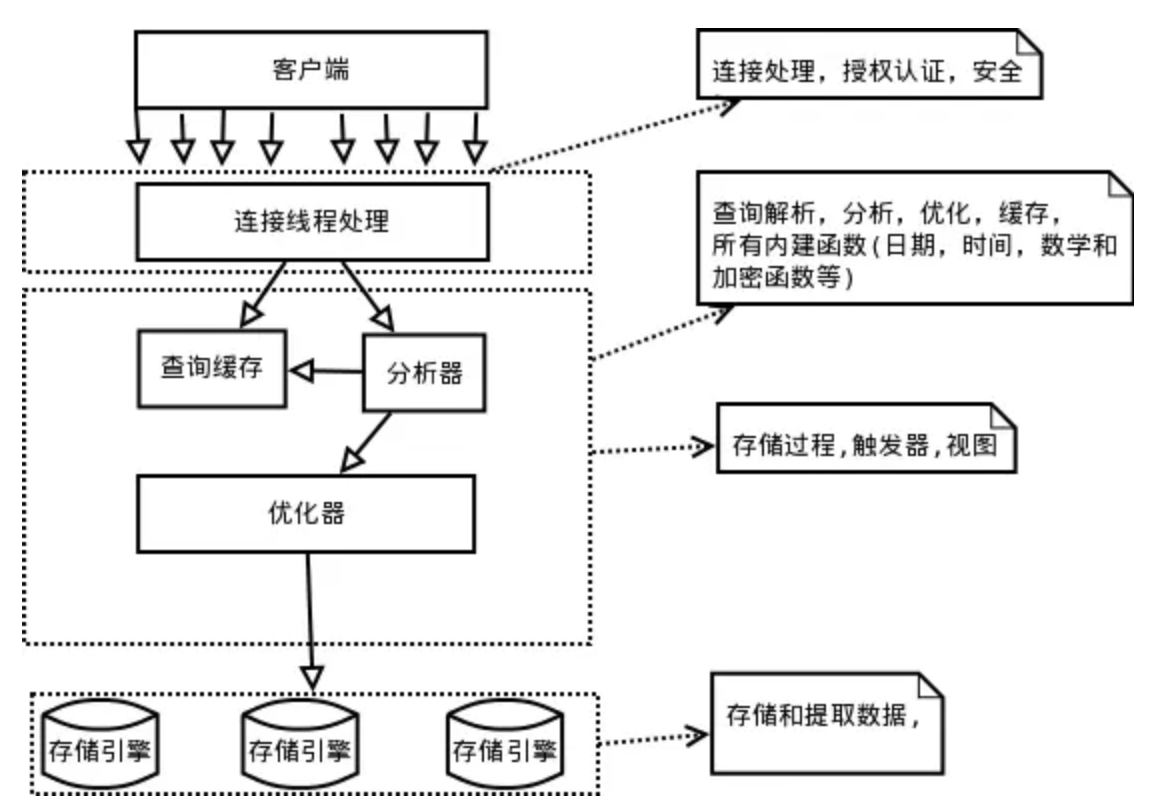 客户端
连接处理，授权认证，安全
连接线程处理
查询解析，分析，优化，缓存，
所有内建函数(日期，时间，数学和
加密函数等)
查询缓存
分析器
存储过程,触发器,视图
优化器
存储和提取数据,
存储引擎
存储引擎
存储引擎